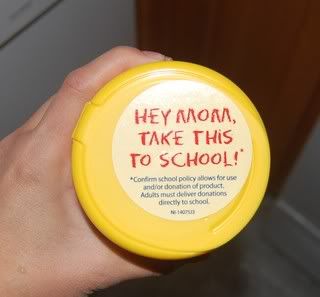 HEY MOM,
TAKE THIS
TO SCHOOL!*
*Confirm school policy allows for use
and/or donation of product.
Adults must deliver donations
directly to school.
NI-14075J3